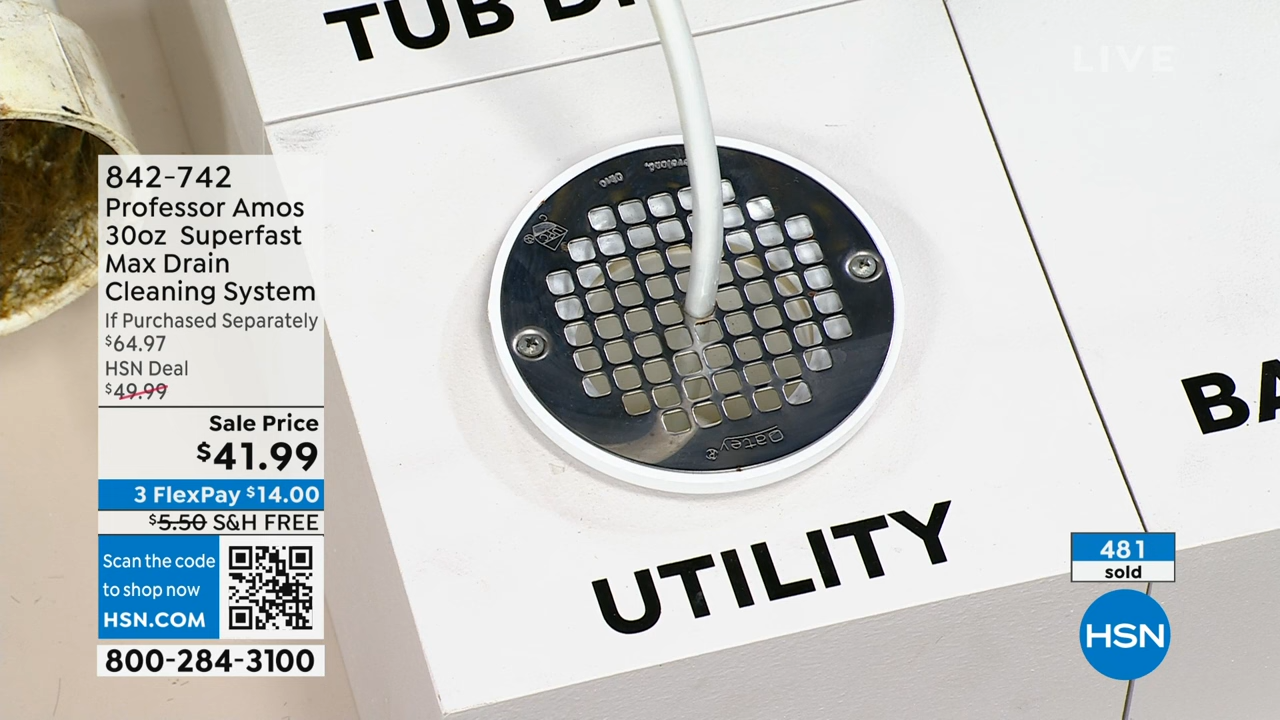 TUB D
LIVE
842-742
Professor Amos
30oz Superfast
Max Drain
Cleaning System
If Purchased Separately
$64.97
HSN Deal
$49.99
Sale Price
$41.99
3 FlexPay $14.00
$5.50 S&H FREE
Scan the code
to shop now
HSN.COM
800-284-3100
Oatey
UTILITY
BA
481
sold
HSN